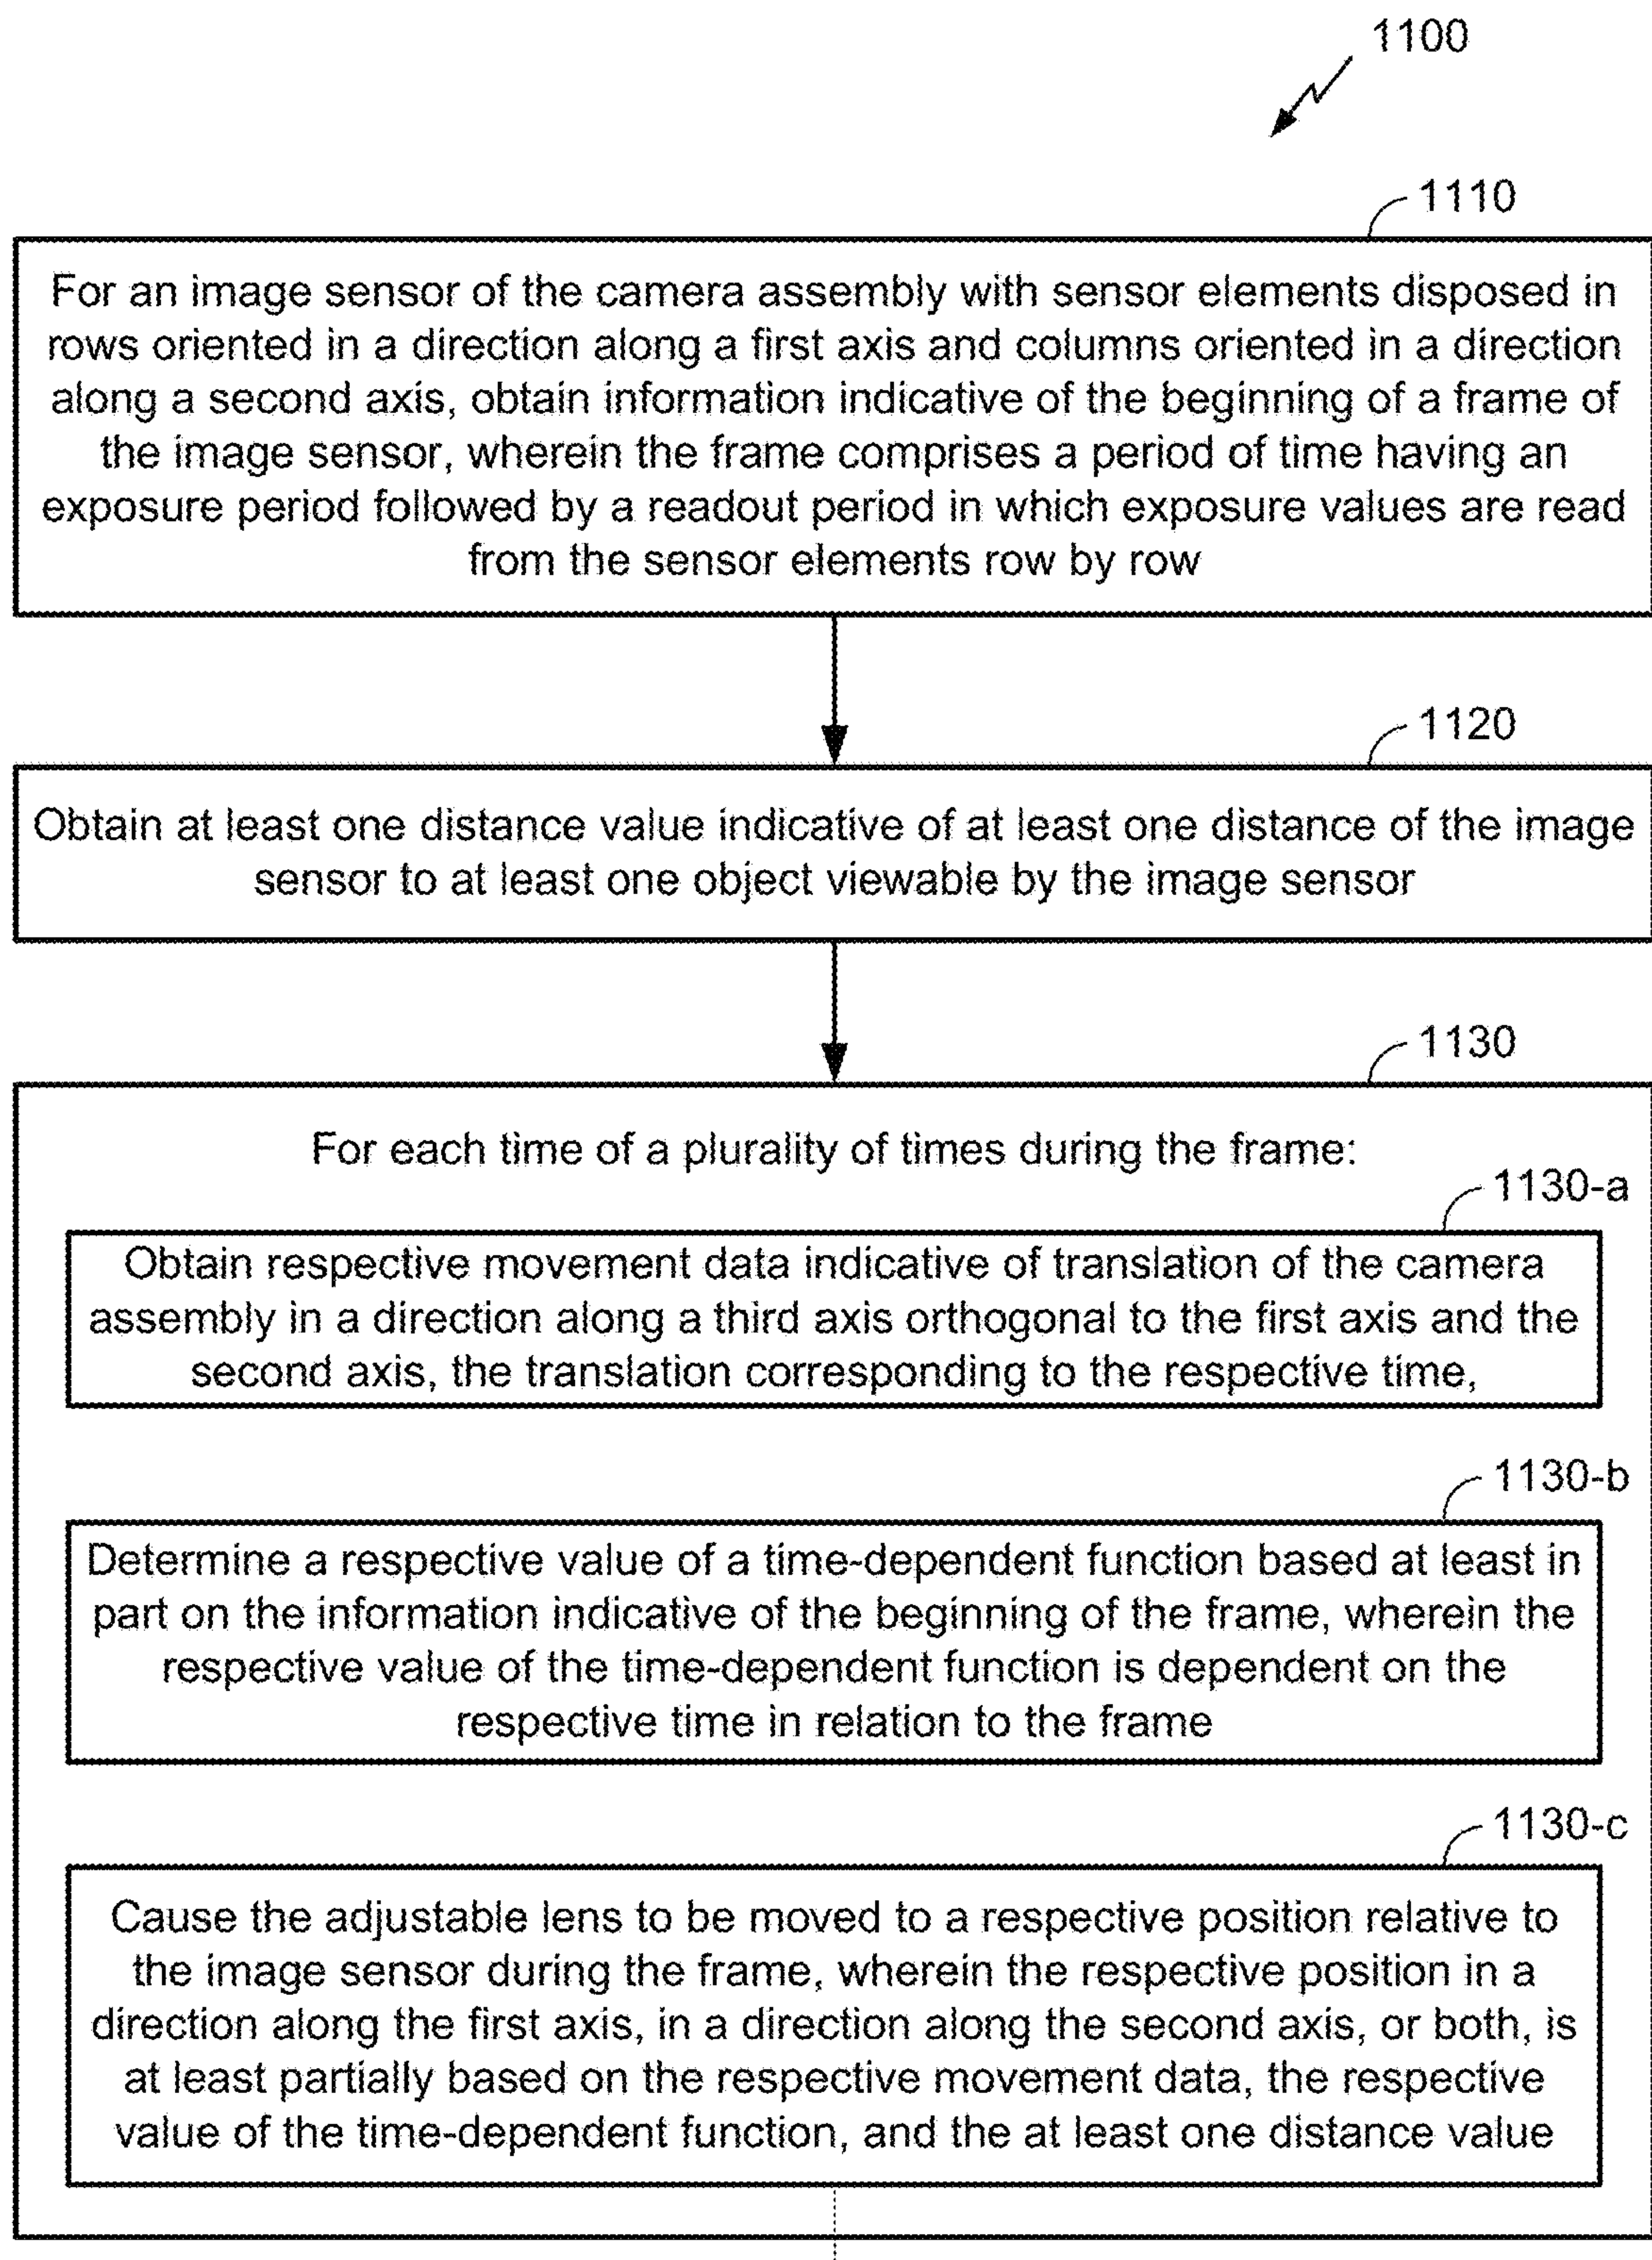 1100
1110
For an image sensor of the camera assembly with sensor elements disposed in
rows oriented in a direction along a first axis and columns oriented in a direction
along a second axis, obtain information indicative of the beginning of a frame of
the image sensor, wherein the frame comprises a period of time having an
exposure period followed by a readout period in which exposure values are read
from the sensor elements row by row
1120
Obtain at least one distance value indicative of at least one distance of the image
sensor to at least one object viewable by the image sensor
1130
For each time of a plurality of times during the frame:
1130-a
Obtain respective movement data indicative of translation of the camera
assembly in a direction along a third axis orthogonal to the first axis and the
second axis, the translation corresponding to the respective time,
1130-b
Determine a respective value of a time-dependent function based at least in
part on the information indicative of the beginning of the frame, wherein the
respective value of the time-dependent function is dependent on the
respective time in relation to the frame
1130-c
Cause the adjustable lens to be moved to a respective position relative to
the image sensor during the frame, wherein the respective position in a
direction along the first axis, in a direction along the second axis, or both, is
at least partially based on the respective movement data, the respective
value of the time-dependent function, and the at least one distance value